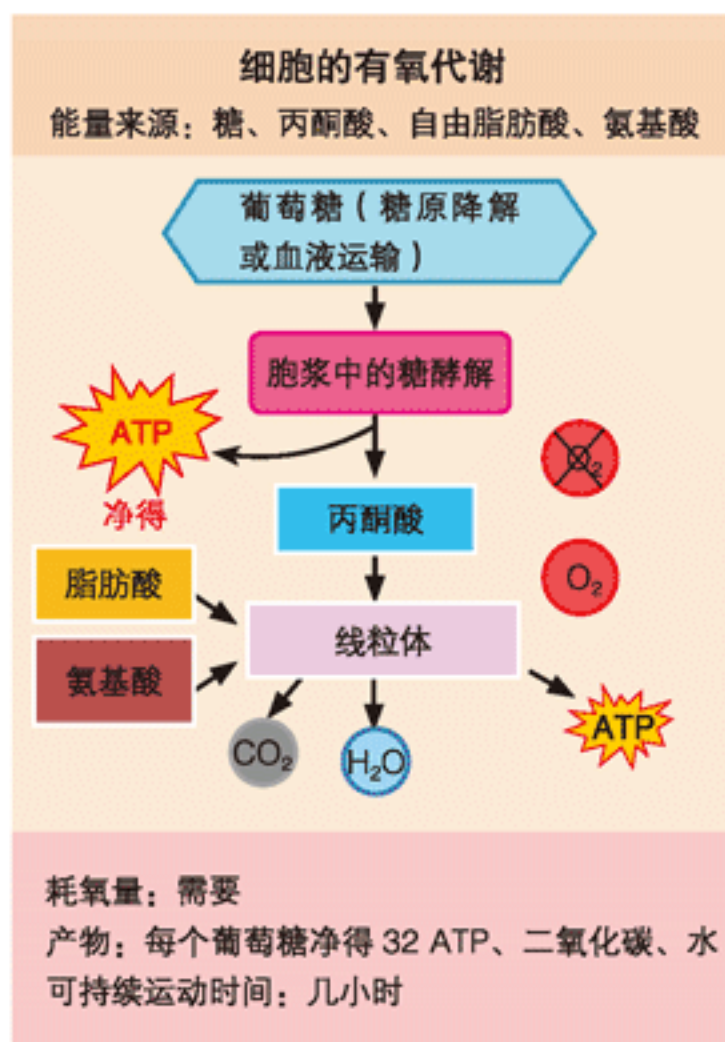 细胞的有氧代谢
能量来源：糖、丙酮酸、自由脂肪酸、氨基酸
葡萄糖（糖原降解
或血液运输）
胞浆中的糖酵解
ATP
净得
O₂
丙酮酸
O₂
脂肪酸
线粒体
氨基酸
ATP
CO₂
H₂O
耗氧量：需要
产物：每个葡萄糖净得 32 ATP、二氧化碳、水
可持续运动时间：几小时